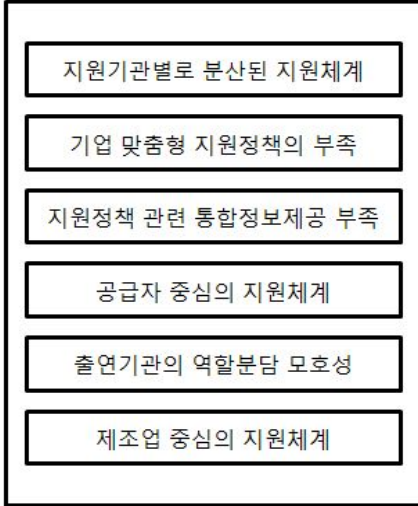 지원기관별로 분산된 지원체계
기업 맞춤형 지원정책의 부족
지원정책 관련 통합정보제공 부족
공급자 중심의 지원체계
출연기관의 역할분담 모호성
제조업 중심의 지원체계